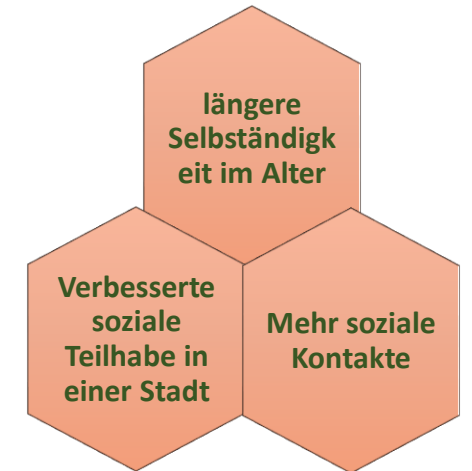 längere
Selbständigk
eit im Alter
Verbesserte
soziale
Teilhabe in
einer Stadt
Mehr soziale
Kontakte